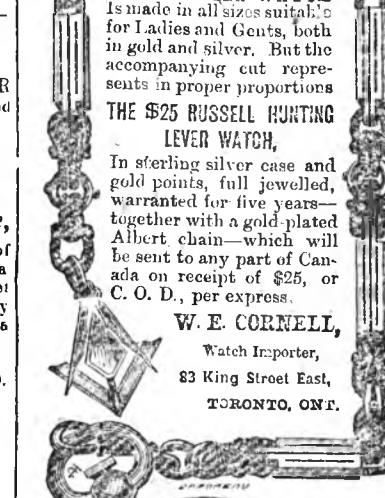 Is made in all sizes suitable
for Ladies and Gents, both
in gold and silver. But the
accompanying cut repre-
sents in proper proportions
THE $25 RUSSELL HUNTING
LEVER WATCH,
In sterling silver case and
gold points, full jewelled,
warranted for five years—
together with a gold-plated
Albert chain—which will
be sent to any part of Can-
ada on receipt of $25, or
C. O. D., per express.
W. E. CORNELL,
Watch Importer,
83 King Street East,
TORONTO, ONT.